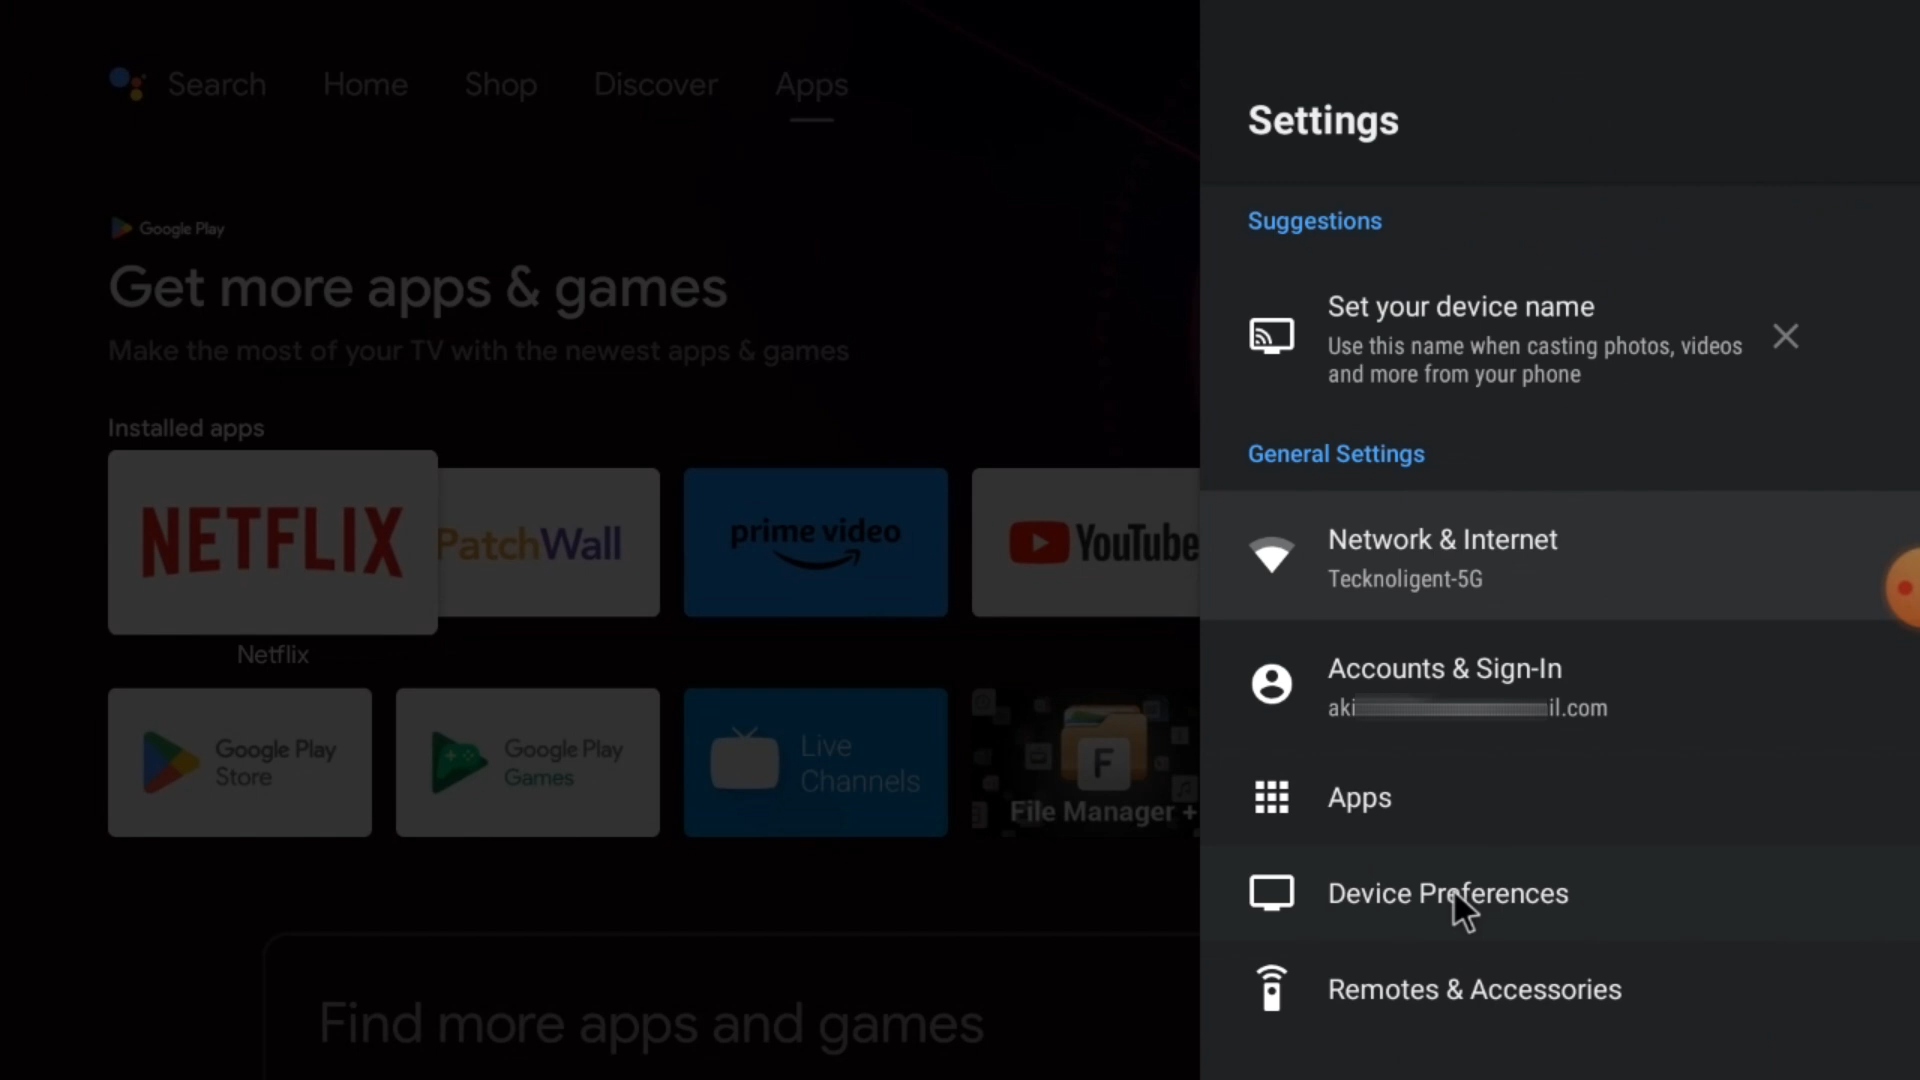 Search Home Shop Discover Apps
Google Play
Get more apps & games
Make the most of your TV with the newest apps & games
Installed apps
NETFLIX
PatchWall
prime video
YouTube
Netflix
Google Play
Store
Google Play
Games
Live
Channels
F
File Manager +
Find more apps and games
Settings
Suggestions
Set your device name
Use this name when casting photos, videos
and more from your phone
General Settings
Network & Internet
Tecknoligent-5G
Accounts & Sign-In
aki il.com
Apps
Device Preferences
Remotes & Accessories